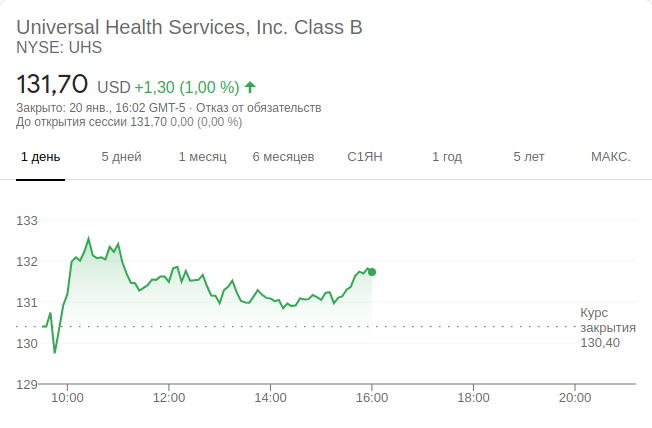 Universal Health Services, Inc. Class B
NYSE: UHS
131,70 USD +1,30 (1,00 %)
Закрыто: 20 янв., 16:02 GMT-5 · Отказ от обязательств
До открытия сессии 131,70 0,00 (0,00 %)
1 день 5 дней 1 месяц 6 месяцев С1ЯН 1 год 5 лет МАКС.
133
132
131
Курс
закрытия
130,40
130
129
10:00 12:00 14:00 16:00 18:00 20:00